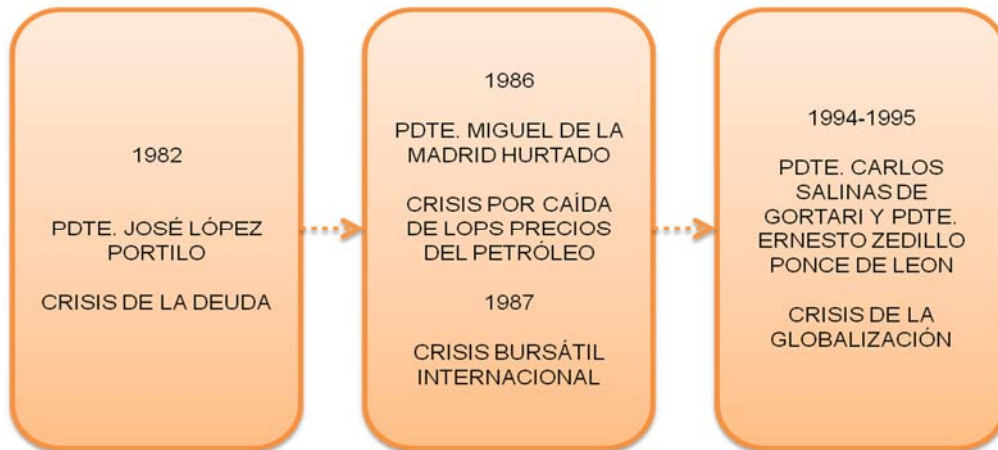 1982
PDTE. JOSÉ LÓPEZ
PORTILO
CRISIS DE LA DEUDA
1986
PDTE. MIGUEL DE LA
MADRID HURTADO
CRISIS POR CAÍDA
DE LOPS PRECIOS
DEL PETRÓLEO
1987
CRISIS BURSÁTIL
INTERNACIONAL
1994-1995
PDTE. CARLOS
SALINAS DE
GORTARI Y PDTE.
ERNESTO ZEDILLO
PONCE DE LEON
CRISIS DE LA
GLOBALIZACIÓN